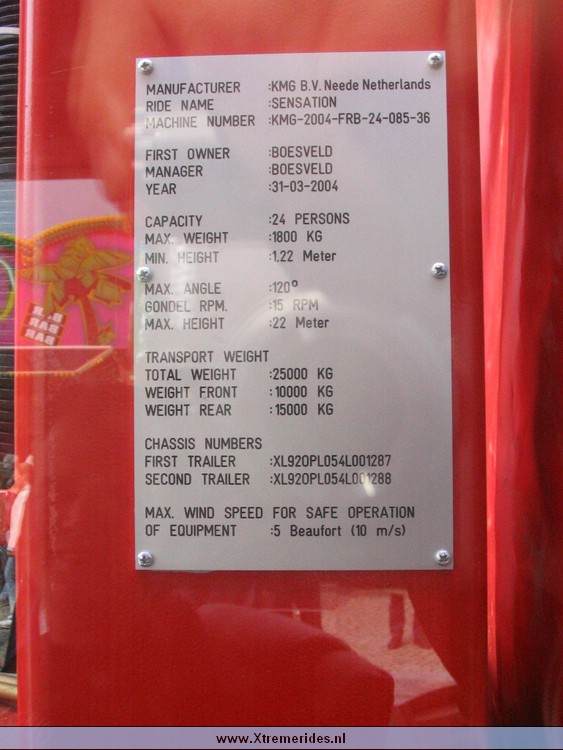 MANUFACTURER :KMG B.V. Neede Netherlands
RIDE NAME :SENSATION
MACHINE NUMBER :KMG-2004-FRB-24-085-36
FIRST OWNER :BOESVELD
MANAGER :BOESVELD
YEAR :31-03-2004
CAPACITY :24 PERSONS
MAX. WEIGHT :1800 KG
MIN. HEIGHT :1,22 Meter
MAX. ANGLE :120°
GONDEL RPM. :15 RPM
MAX. HEIGHT :22 Meter
TRANSPORT WEIGHT
TOTAL WEIGHT :25000 KG
WEIGHT FRONT :10000 KG
WEIGHT REAR :15000 KG
CHASSIS NUMBERS
FIRST TRAILER :XL920PL054L001287
SECOND TRAILER :XL920PL054L001288
MAX. WIND SPEED FOR SAFE OPERATION
OF EQUIPMENT :5 Beaufort (10 m/s)
BAR
BAR
www.Xtremerides.nl